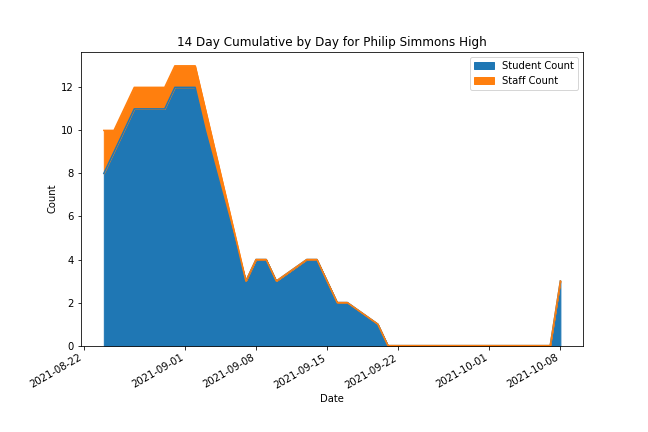 14 Day Cumulative by Day for Philip Simmons High
Student Count
Staff Count
12
10
8
6
4
2
0
Count
2021-08-22
2021-09-01
2021-09-08
2021-09-15
2021-09-22
2021-10-01
2021-10-08
Date